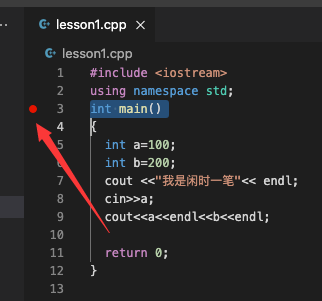 lesson1.cpp
lesson1.cpp
1 #include <iostream>
2 using namespace std;
3 int main()
4 {
5 int a=100;
6 int b=200;
7 cout <<"我是闲时一笔"<< endl;
8 cin>>a;
9 cout<<a<<endl<<b<<endl;
10
11 return 0;
12 }
13